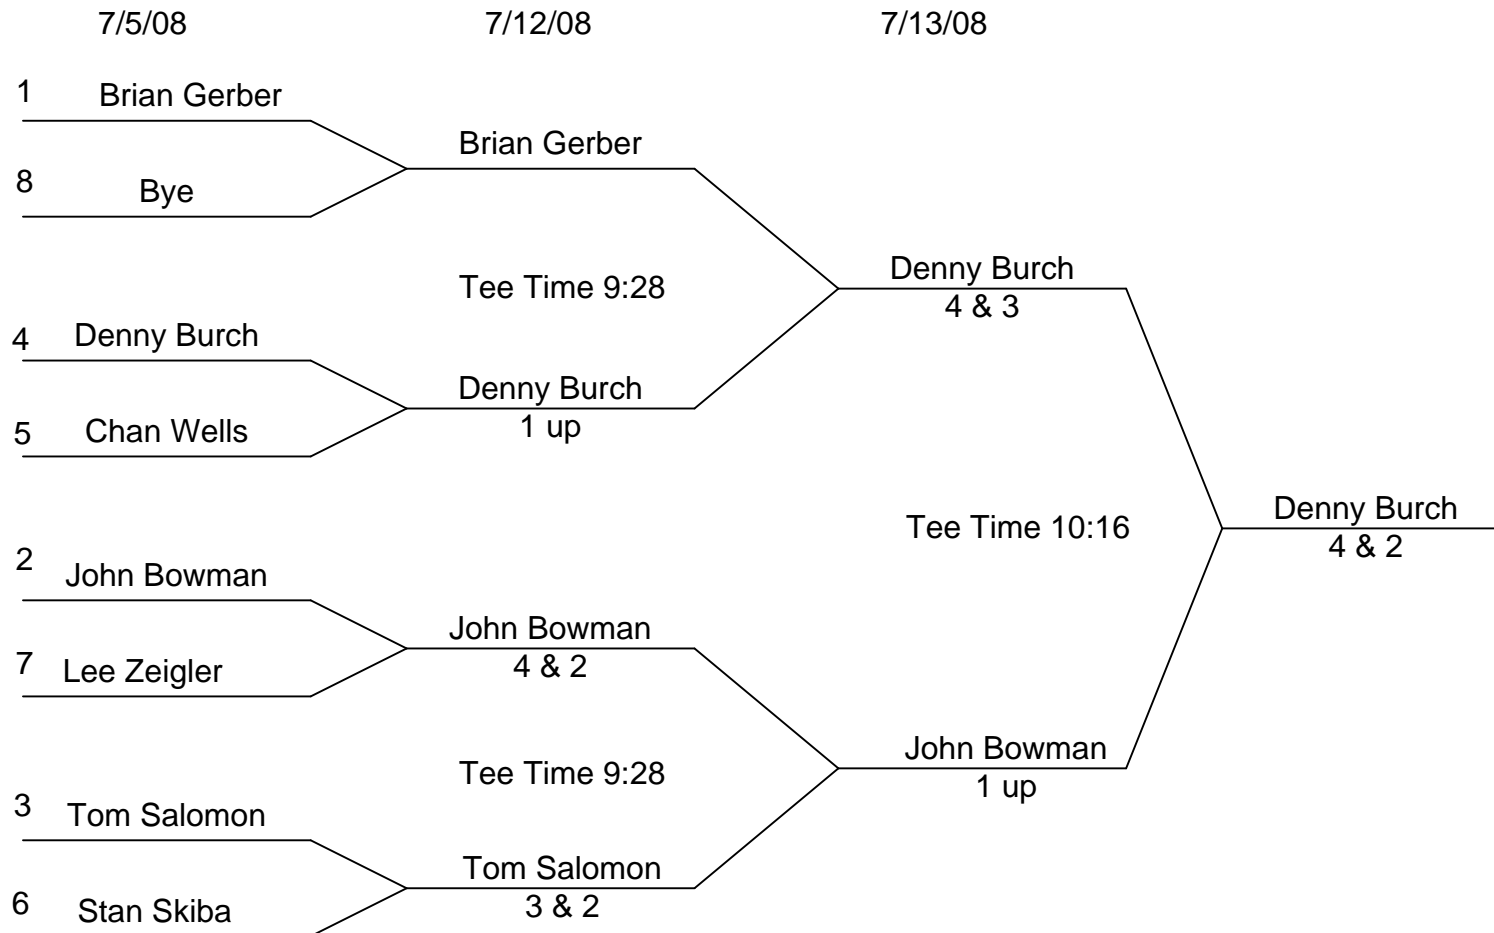 7/5/08 7/12/08 7/13/08
1 Brian Gerber
Brian Gerber
8 Bye
Denny Burch
Tee Time 9:28
4 & 3
4 Denny Burch
Denny Burch
5 Chan Wells
1 up
Denny Burch
Tee Time 10:16
4 & 2
2 John Bowman
John Bowman
7 Lee Zeigler
4 & 2
John Bowman
Tee Time 9:28
1 up
3 Tom Salomon
Tom Salomon
6 Stan Skiba
3 & 2